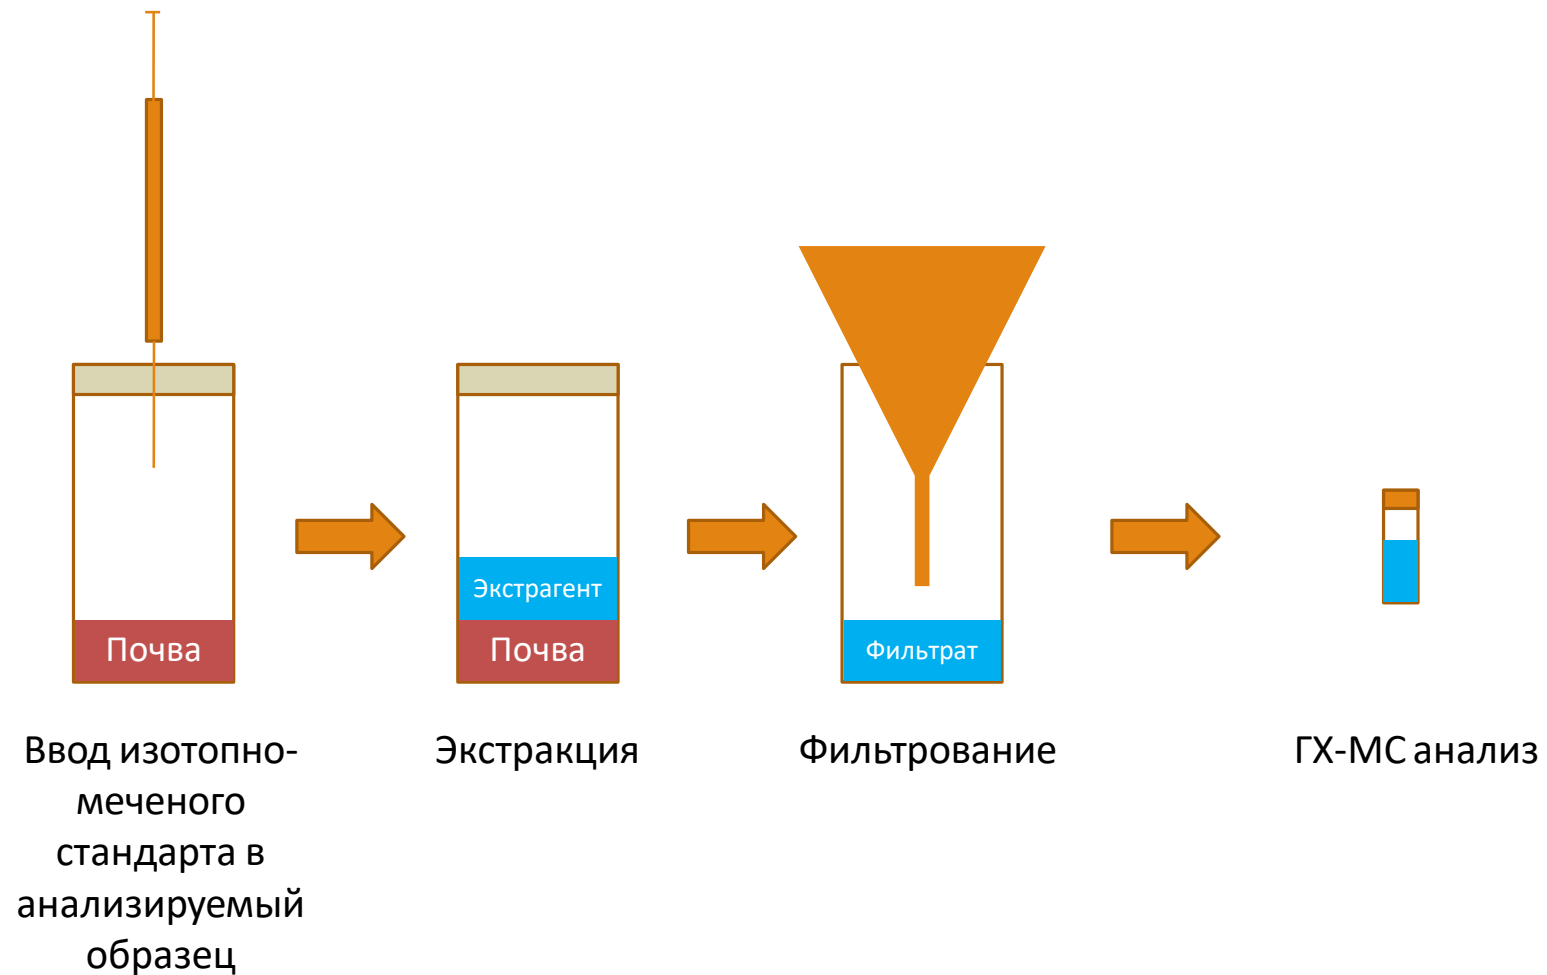 Экстрагент
Почва
Почва
Фильтрат
Ввод изотопно-
меченого
стандарта в
анализируемый
образец
Экстракция
Фильтрование
ГХ-МС анализ